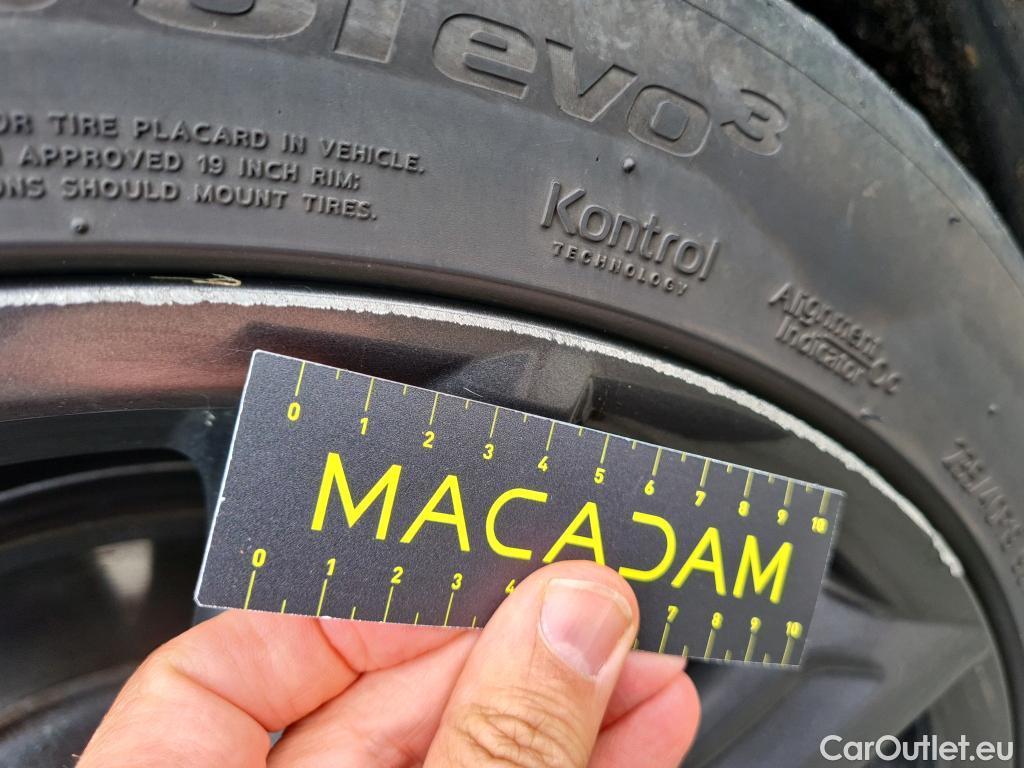 evo3
OR TIRE PLACARD IN VEHICLE.
APPROVED 19 INCH RIM;
ONS SHOULD MOUNT TIRES.
Kontrol
TECHNOLOGY
Alignment
Indicator
0 1 2 3 4 5 6 7 8 9 10
MACADAM
0 1 2 3 4 7 8 9 10
CarOutlet.eu